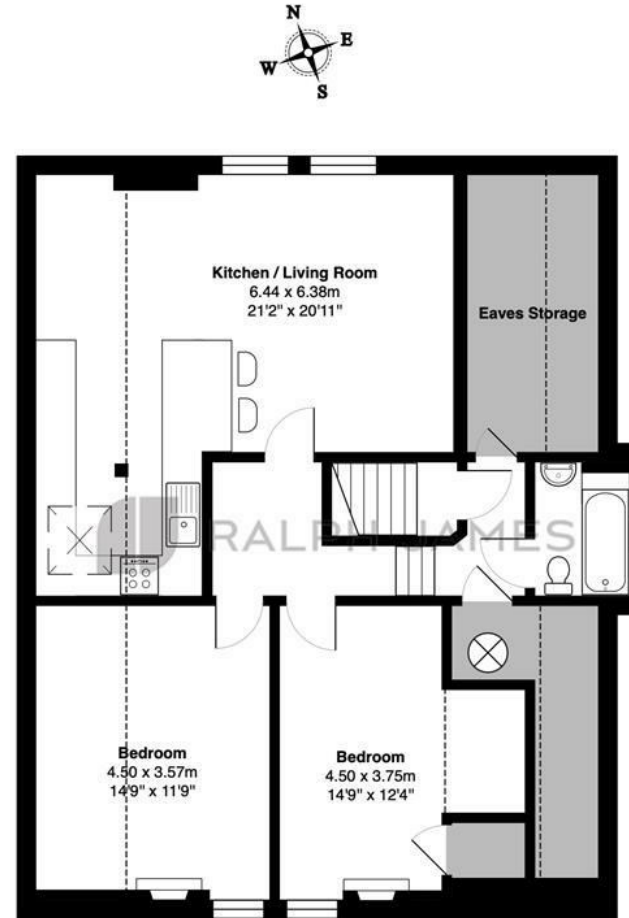 N
E
W
S
Kitchen / Living Room
6.44 x 6.38m
21'2" x 20'11"
Eaves Storage
RALPH JAMES
Bedroom
4.50 x 3.57m
14'9" x 11'9"
Bedroom
4.50 x 3.75m
14'9" x 12'4"